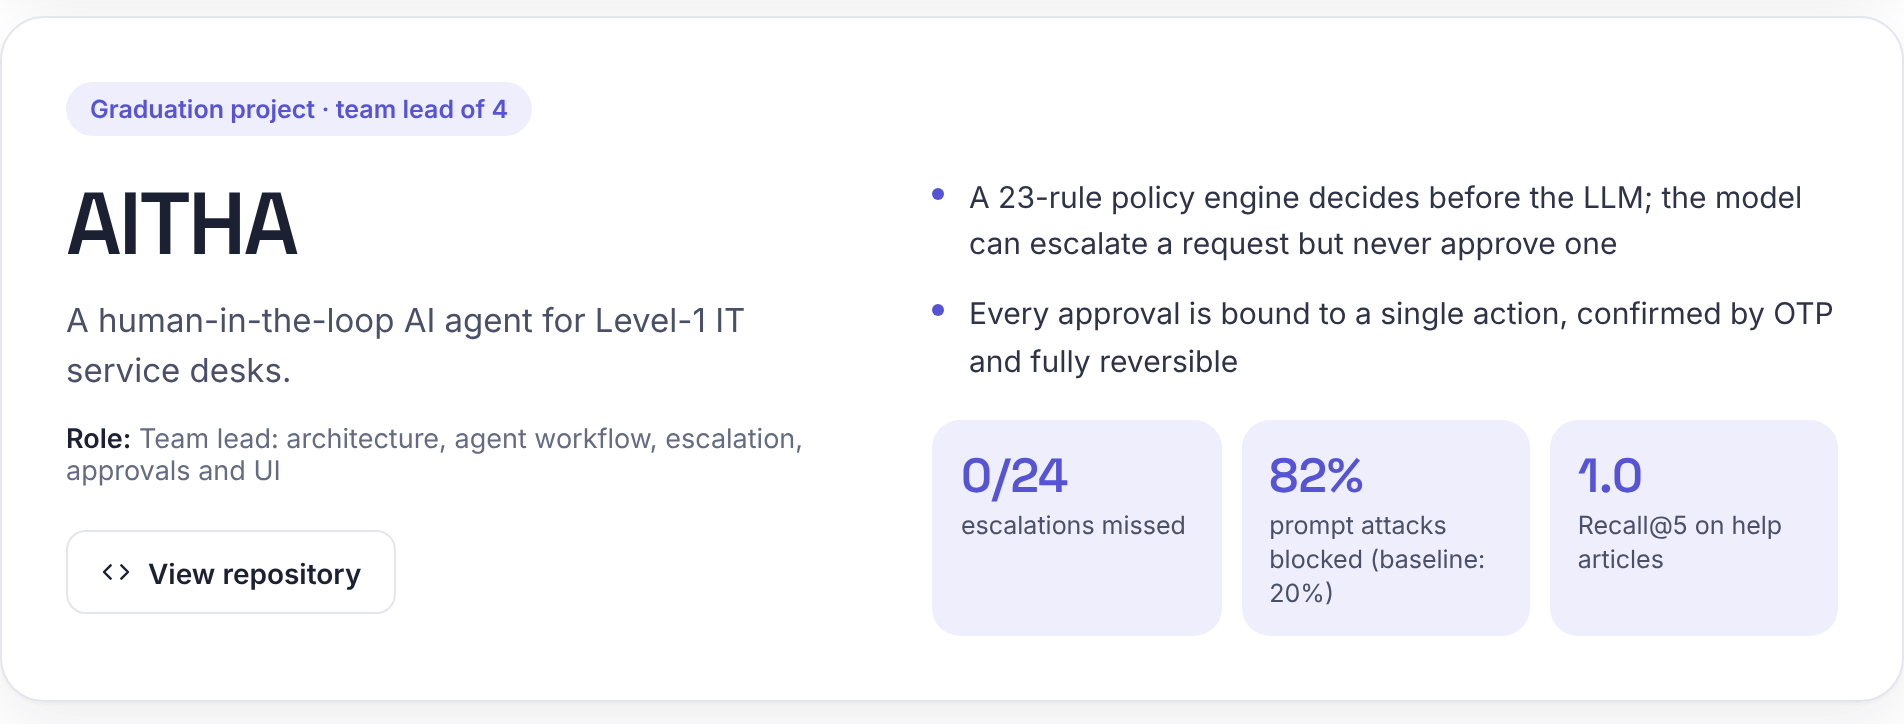 Graduation project · team lead of 4
AITHA
A human-in-the-loop AI agent for Level-1 IT
service desks.
Role: Team lead: architecture, agent workflow, escalation,
approvals and UI
<> View repository
A 23-rule policy engine decides before the LLM; the model
can escalate a request but never approve one
Every approval is bound to a single action, confirmed by OTP
and fully reversible
0/24
escalations missed
82%
prompt attacks
blocked (baseline:
20%)
1.0
Recall@5 on help
articles